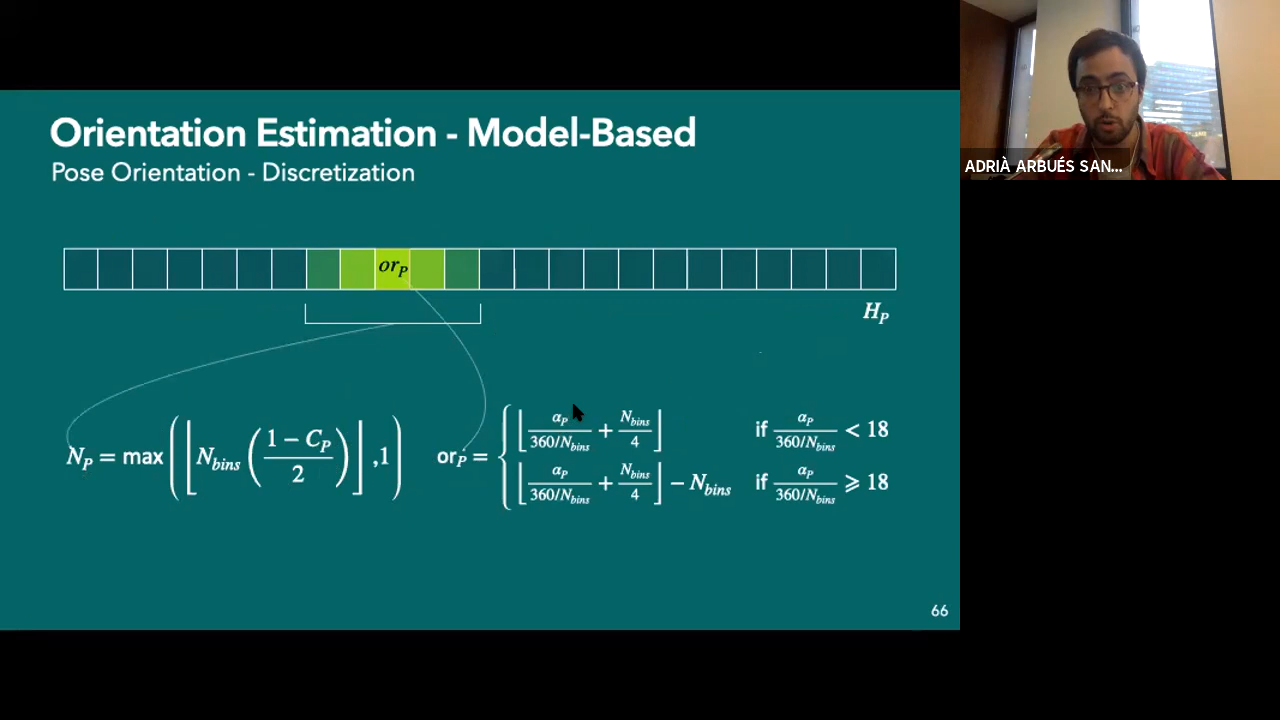 Orientation Estimation - Model-Based
Pose Orientation - Discretization
or_P
H_P
N_P = max(⌊N_bins((1 − C_P)/2)⌋,1)
or_P = { ⌊α_P/(360/N_bins) + N_bins/4⌋ if α_P/(360/N_bins) < 18
⌊α_P/(360/N_bins) + N_bins/4⌋ − N_bins if α_P/(360/N_bins) ⩾ 18
66
ADRIÀ ARBUÉS SAN...